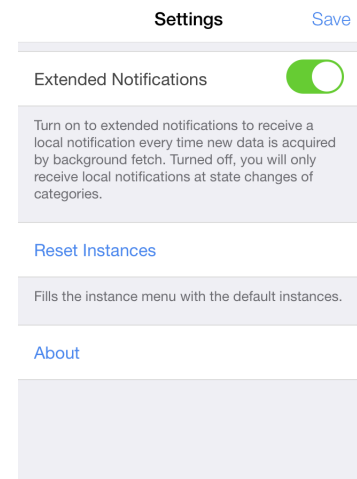 Settings Save
Extended Notifications
Turn on to extended notifications to receive a
local notification every time new data is acquired
by background fetch. Turned off, you will only
receive local notifications at state changes of
categories.
Reset Instances
Fills the instance menu with the default instances.
About